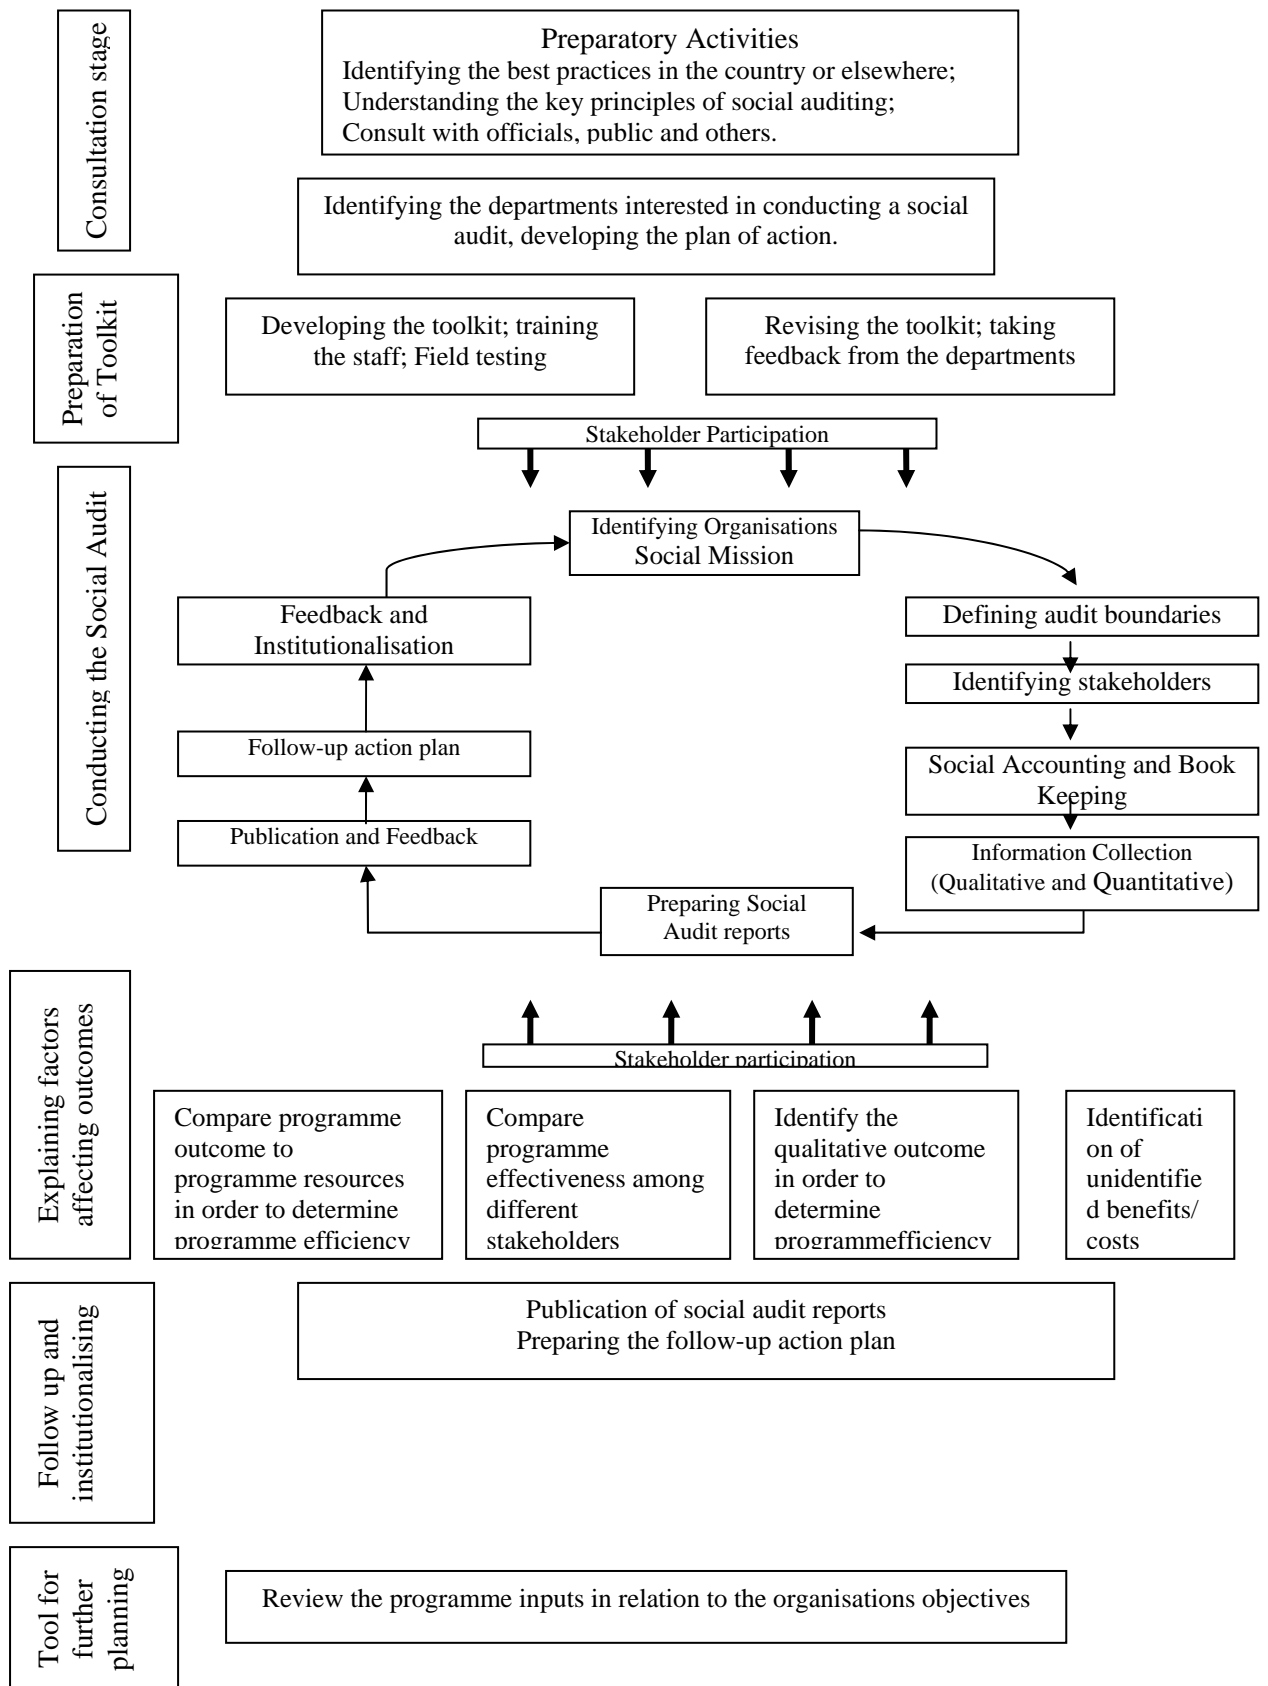 Consultation stage
Preparatory Activities
Identifying the best practices in the country or elsewhere;
Understanding the key principles of social auditing;
Consult with officials, public and others.
Identifying the departments interested in conducting a social
audit, developing the plan of action.
Preparation
of Toolkit
Developing the toolkit; training
the staff; Field testing
Revising the toolkit; taking
feedback from the departments
Stakeholder Participation
Conducting the Social Audit
Identifying Organisations
Social Mission
Defining audit boundaries
Identifying stakeholders
Social Accounting and Book
Keeping
Information Collection
(Qualitative and Quantitative)
Preparing Social
Audit reports
Publication and Feedback
Follow-up action plan
Feedback and
Institutionalisation
Stakeholder participation
Explaining factors
affecting outcomes
Compare programme
outcome to
programme resources
in order to determine
programme efficiency
Compare
programme
effectiveness among
different
stakeholders
Identify the
qualitative outcome
in order to
determine
programmefficiency
Identificati
on of
unidentifie
d benefits/
costs
Follow up and
institutionalising
Publication of social audit reports
Preparing the follow-up action plan
Tool for
further
planning
Review the programme inputs in relation to the organisations objectives